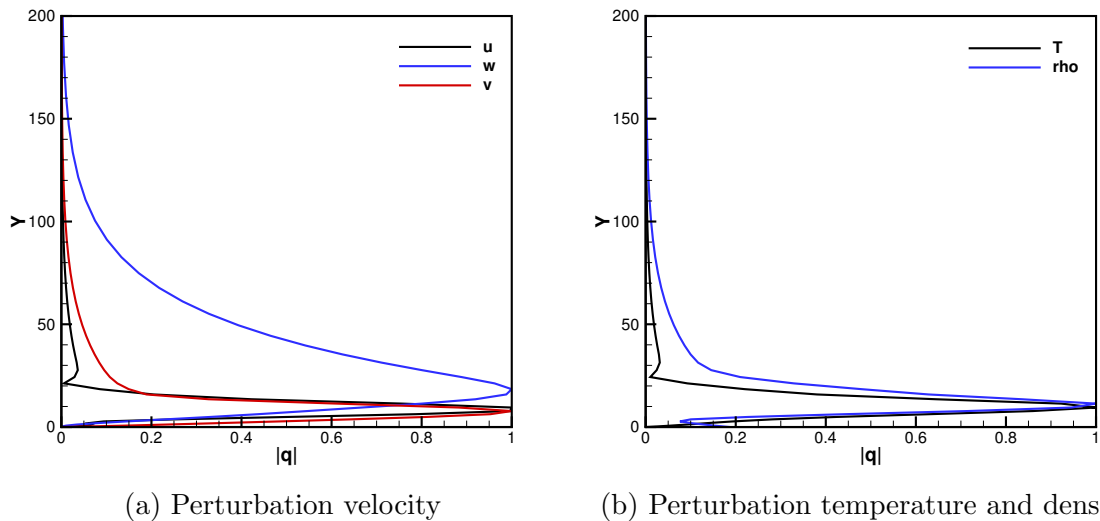 200
150
100
50
0
Y
0
0.2
0.4
0.6
0.8
1
|q|
u
w
v
(a) Perturbation velocity
200
150
100
50
0
Y
0
0.2
0.4
0.6
0.8
1
|q|
T
rho
(b) Perturbation temperature and dens